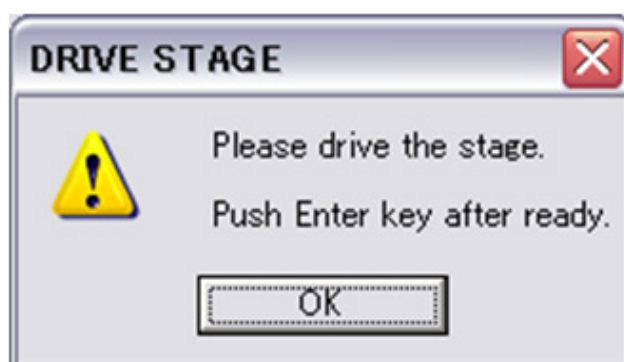 DRIVE STAGE
Please drive the stage.
Push Enter key after ready.
OK